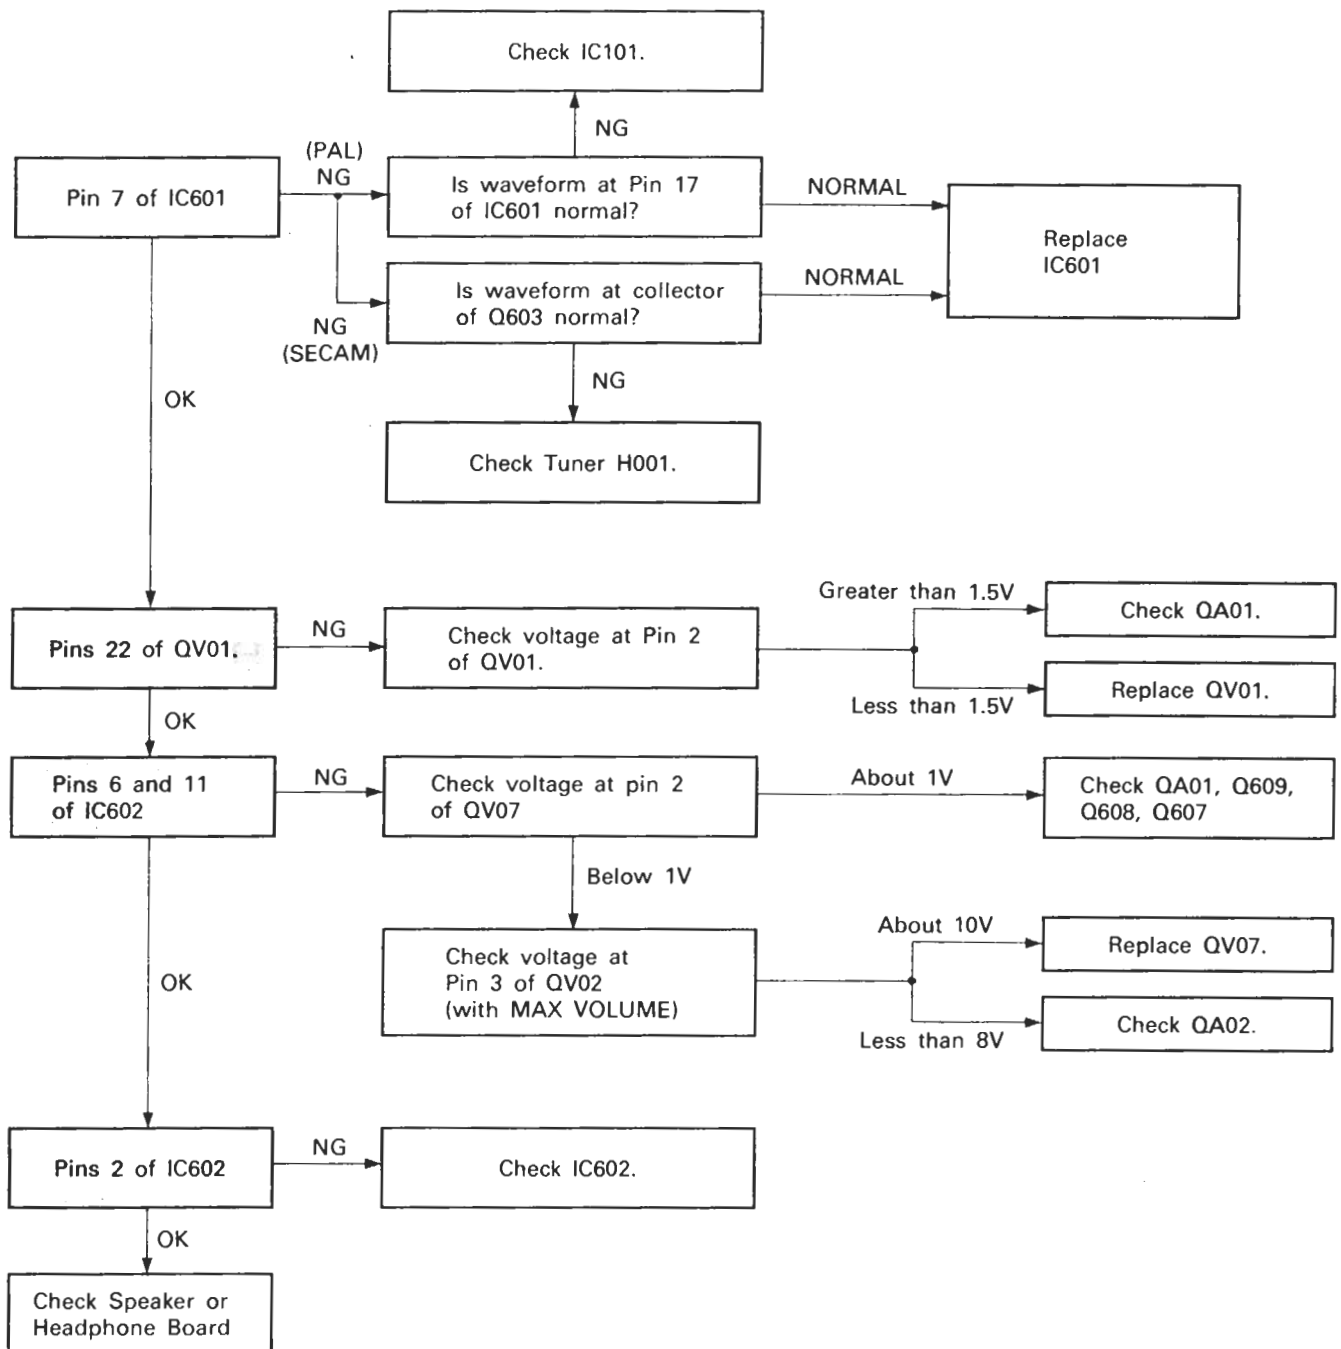 Check IC101.
NG
(PAL)
NG
Pin 7 of IC601
Is waveform at Pin 17
of IC601 normal?
NORMAL
Replace
IC601
Is waveform at collector
of Q603 normal?
NORMAL
NG
(SECAM)
NG
OK
Check Tuner H001.
Greater than 1.5V
Check QA01.
Pins 22 of QV01.
NG
Check voltage at Pin 2
of QV01.
Replace QV01.
Less than 1.5V
OK
Pins 6 and 11
of IC602
NG
Check voltage at pin 2
of QV07
About 1V
Check QA01, Q609,
Q608, Q607
Below 1V
OK
Check voltage at
Pin 3 of QV02
(with MAX VOLUME)
About 10V
Replace QV07.
Less than 8V
Check QA02.
Pins 2 of IC602
NG
Check IC602.
OK
Check Speaker or
Headphone Board